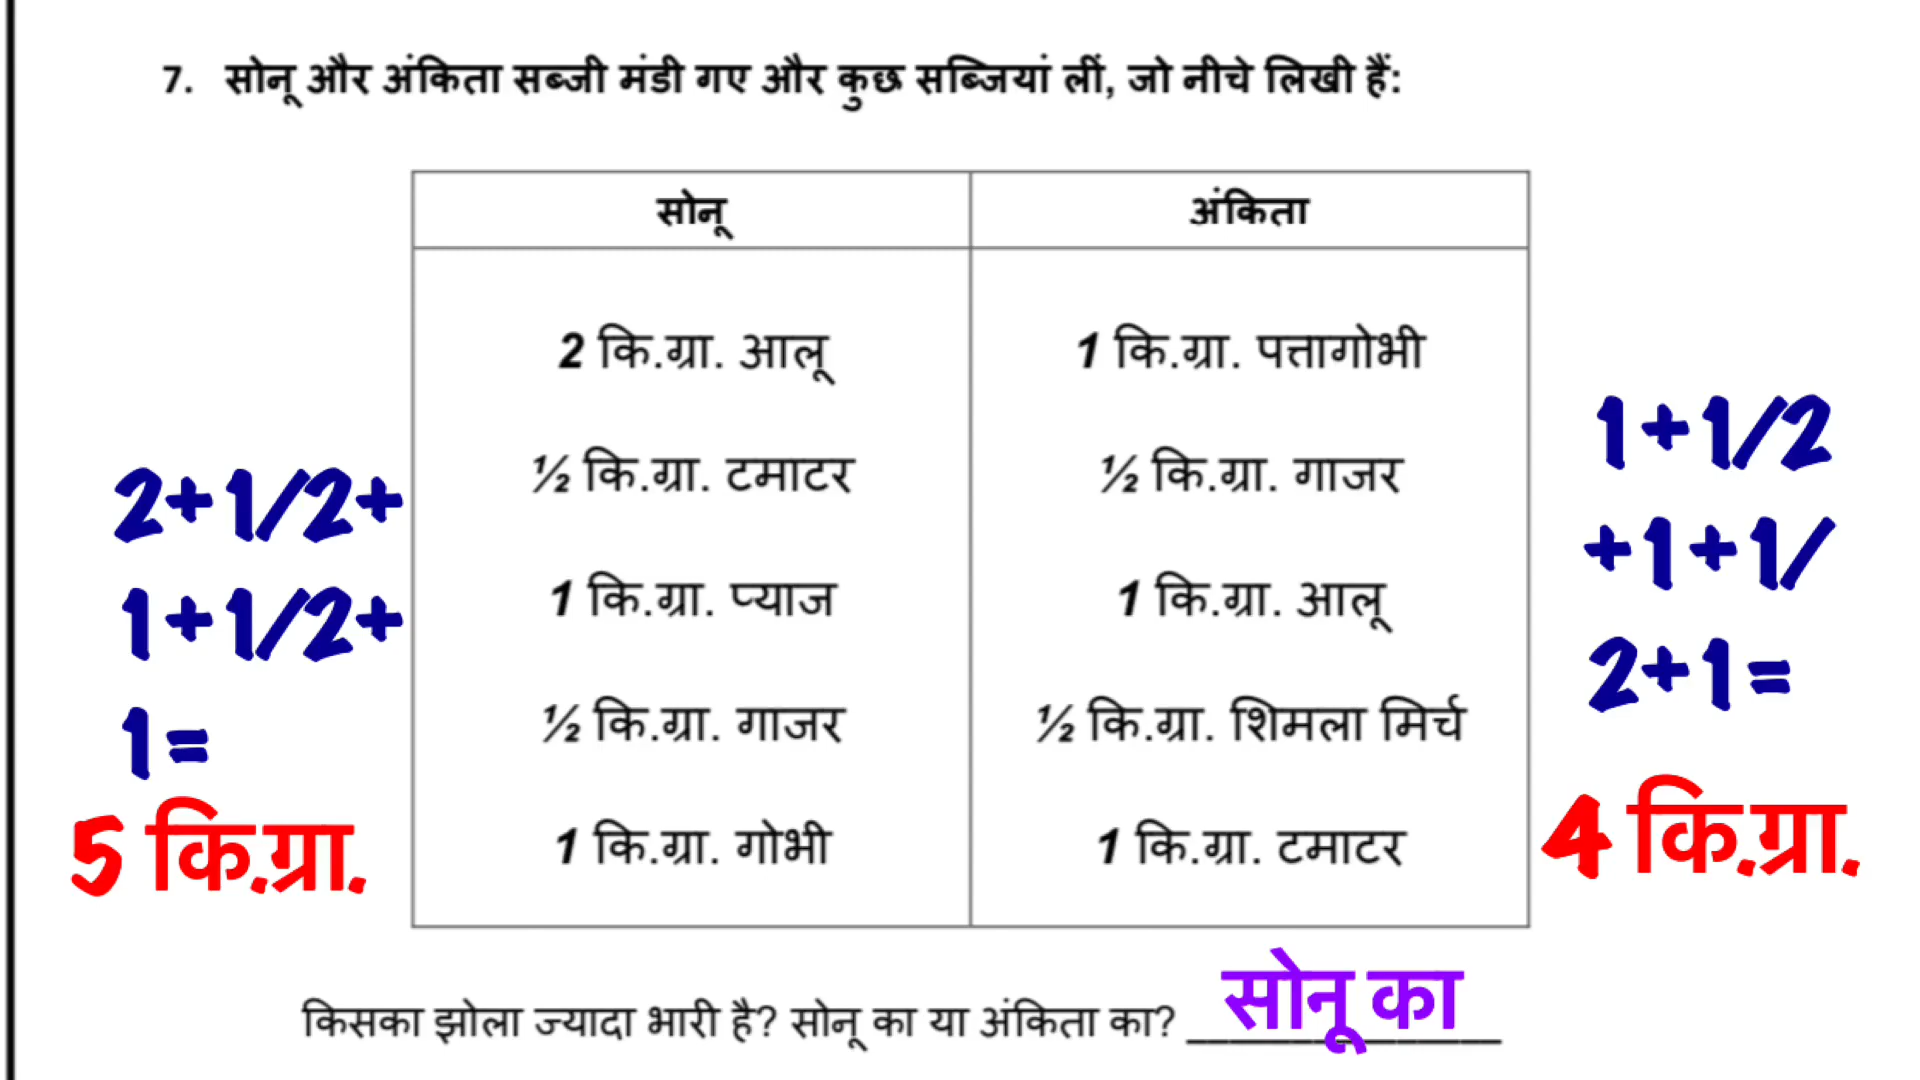 7. सोनू और अंकिता सब्जी मंडी गए और कुछ सब्जियां लीं, जो नीचे लिखी हैं:
सोनू अंकिता
2 कि.ग्रा. आलू 1 कि.ग्रा. पत्तागोभी
½ कि.ग्रा. टमाटर ½ कि.ग्रा. गाजर
1 कि.ग्रा. प्याज 1 कि.ग्रा. आलू
½ कि.ग्रा. गाजर ½ कि.ग्रा. शिमला मिर्च
1 कि.ग्रा. गोभी 1 कि.ग्रा. टमाटर
2+1/2+
1+1/2+
1=
5 कि.ग्रा.
1+1/2
+1+1/
2+1=
4 कि.ग्रा.
किसका झोला ज्यादा भारी है? सोनू का या अंकिता का? सोनू का